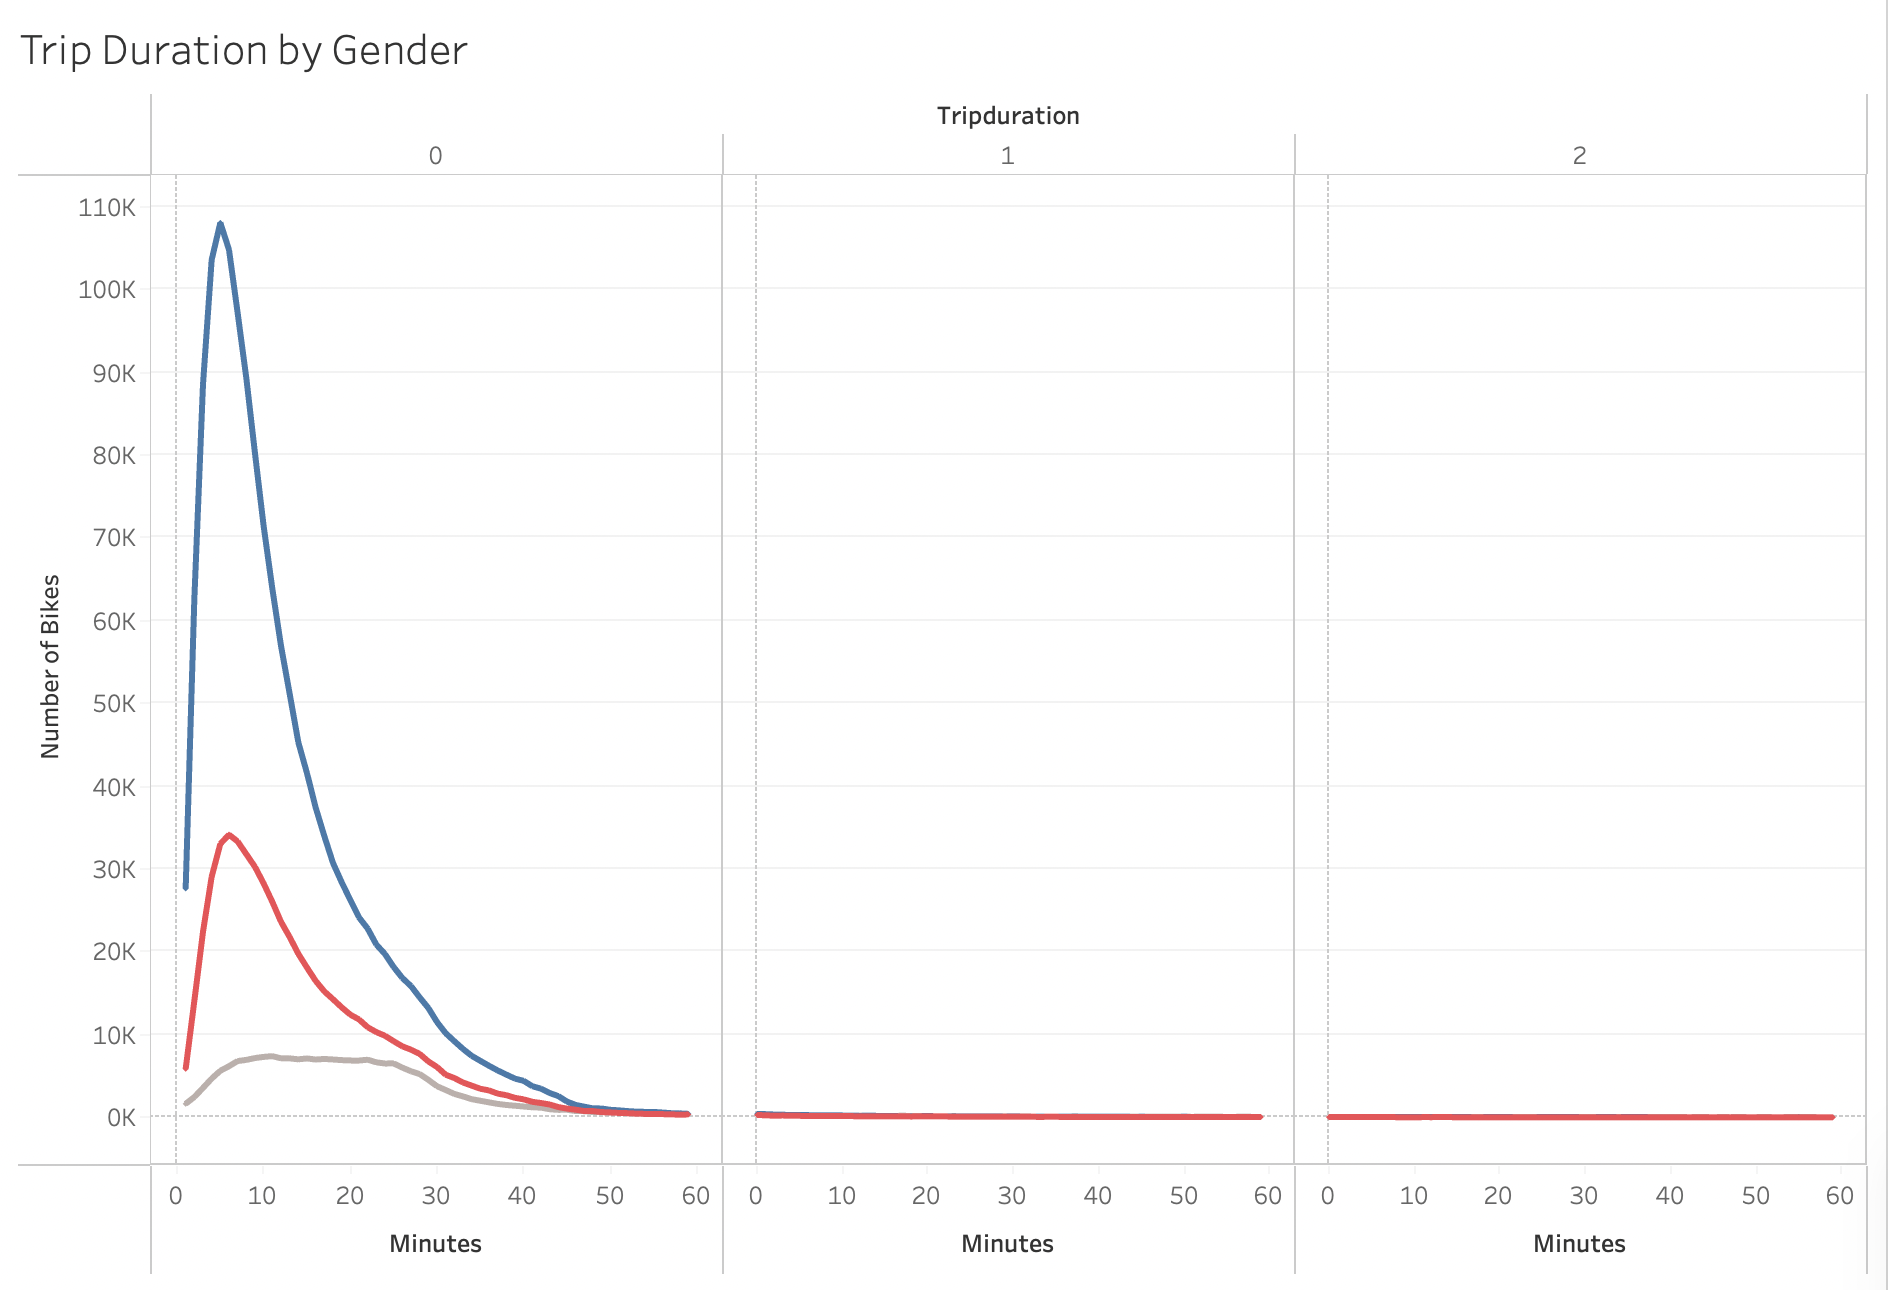 Trip Duration by Gender
Tripduration
0 1 2
110K
100K
90K
80K
70K
60K
50K
40K
30K
20K
10K
0K
Number of Bikes
0 10 20 30 40 50 60 0 10 20 30 40 50 60 0 10 20 30 40 50 60
Minutes Minutes Minutes